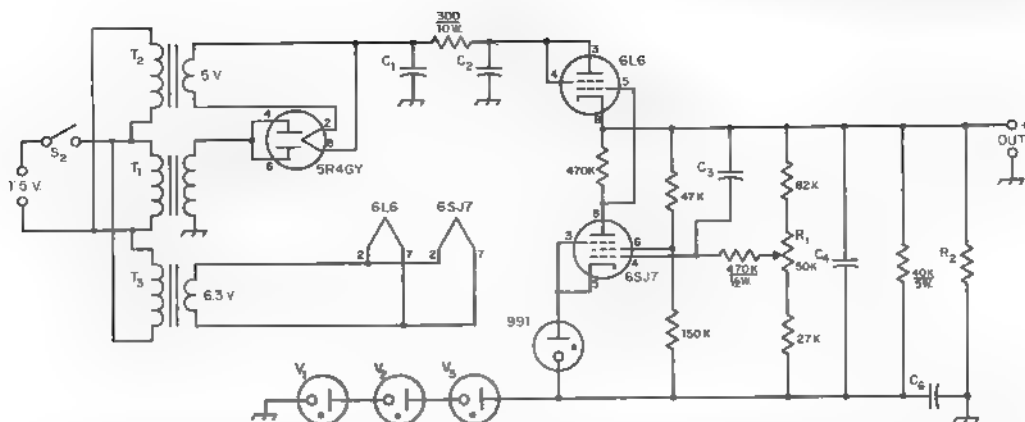 T2
5 V
4
2
8
6
5R4GY
S2
115 V.
T1
T3
6.3 V
6L6
6SJ7
2
7
2
7
300
10 W.
C1
C2
4
3
5
8
6L6
470K
47K
C3
82K
R1
50K
C4
40K
5W.
R2
+
OUT
3
8
6
4
5
6SJ7
470K
½W.
150K
27K
991
V1
V2
V3
C5